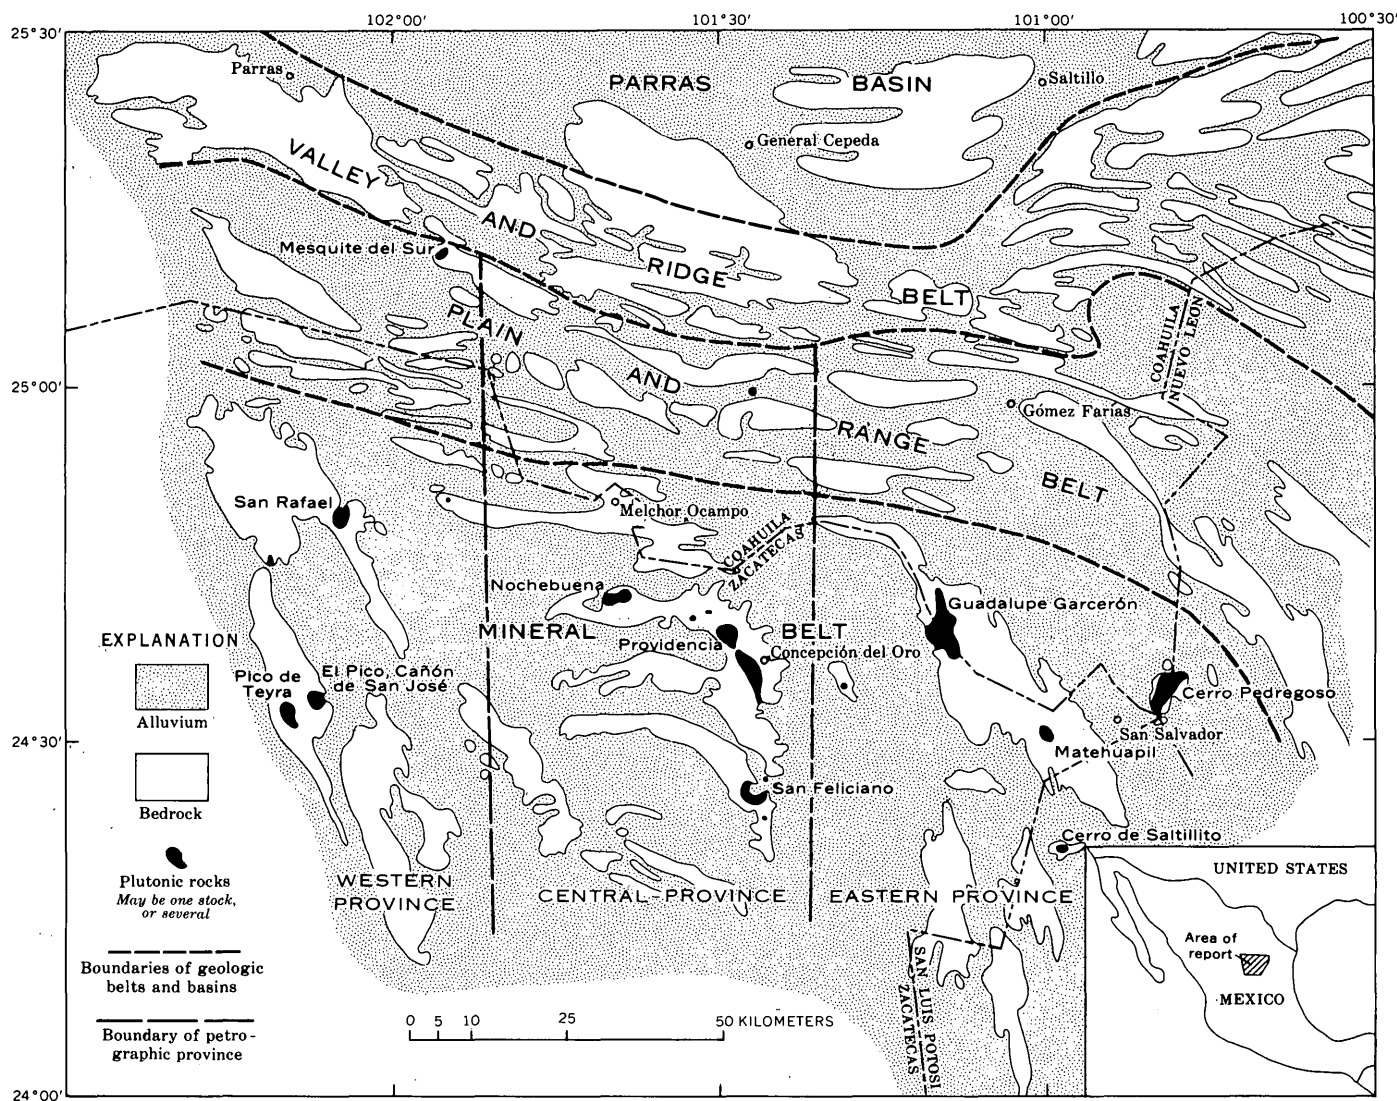 102°00'
101°30'
101°00'
100°30'
25°30'
Parras
PARRAS BASIN
Saltillo
General Cepeda
VALLEY
AND
RIDGE
BELT
Mesquite del Sur
COAHUILA
NUEVO LEÓN
PLAIN
AND
RANGE
BELT
25°00'
Gómez Farías
San Rafael
Melchor Ocampo
COAHUILA
ZACATECAS
Nochebuena
Guadalupe Garcerón
MINERAL BELT
Providencia
Concepción del Oro
Pico de
Teyra
El Pico, Cañón
de San José
Cerro Pedregoso
San Salvador
Matehuapil
24°30'
San Feliciano
Cerro de Saltillito
WESTERN
PROVINCE
CENTRAL PROVINCE
EASTERN PROVINCE
SAN LUIS POTOSI
ZACATECAS
EXPLANATION
Alluvium
Bedrock
Plutonic rocks
May be one stock,
or several
Boundaries of geologic
belts and basins
Boundary of petro-
graphic province
0 5 10 25 50 KILOMETERS
24°00'
UNITED STATES
Area of
report
MEXICO